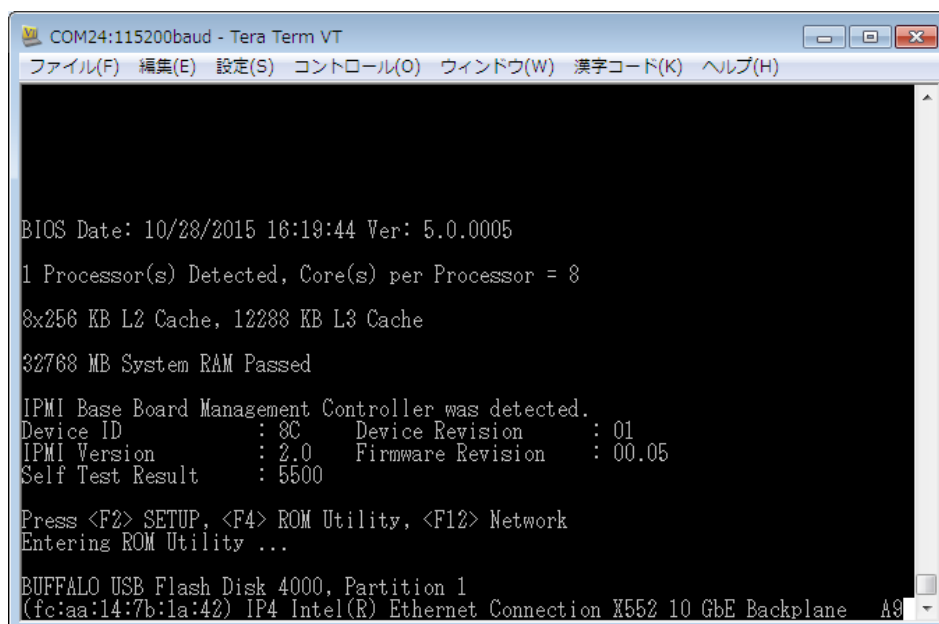 COM24:115200baud - Tera Term VT
ファイル(F) 編集(E) 設定(S) コントロール(O) ウィンドウ(W) 漢字コード(K) ヘルプ(H)
BIOS Date: 10/28/2015 16:19:44 Ver: 5.0.0005
1 Processor(s) Detected, Core(s) per Processor = 8
8x256 KB L2 Cache, 12288 KB L3 Cache
32768 MB System RAM Passed
IPMI Base Board Management Controller was detected.
Device ID : 8C Device Revision : 01
IPMI Version : 2.0 Firmware Revision : 00.05
Self Test Result : 5500
Press <F2> SETUP, <F4> ROM Utility, <F12> Network
Entering ROM Utility ...
BUFFALO USB Flash Disk 4000, Partition 1
(fc:aa:14:7b:1a:42) IP4 Intel(R) Ethernet Connection X552 10 GbE Backplane A9